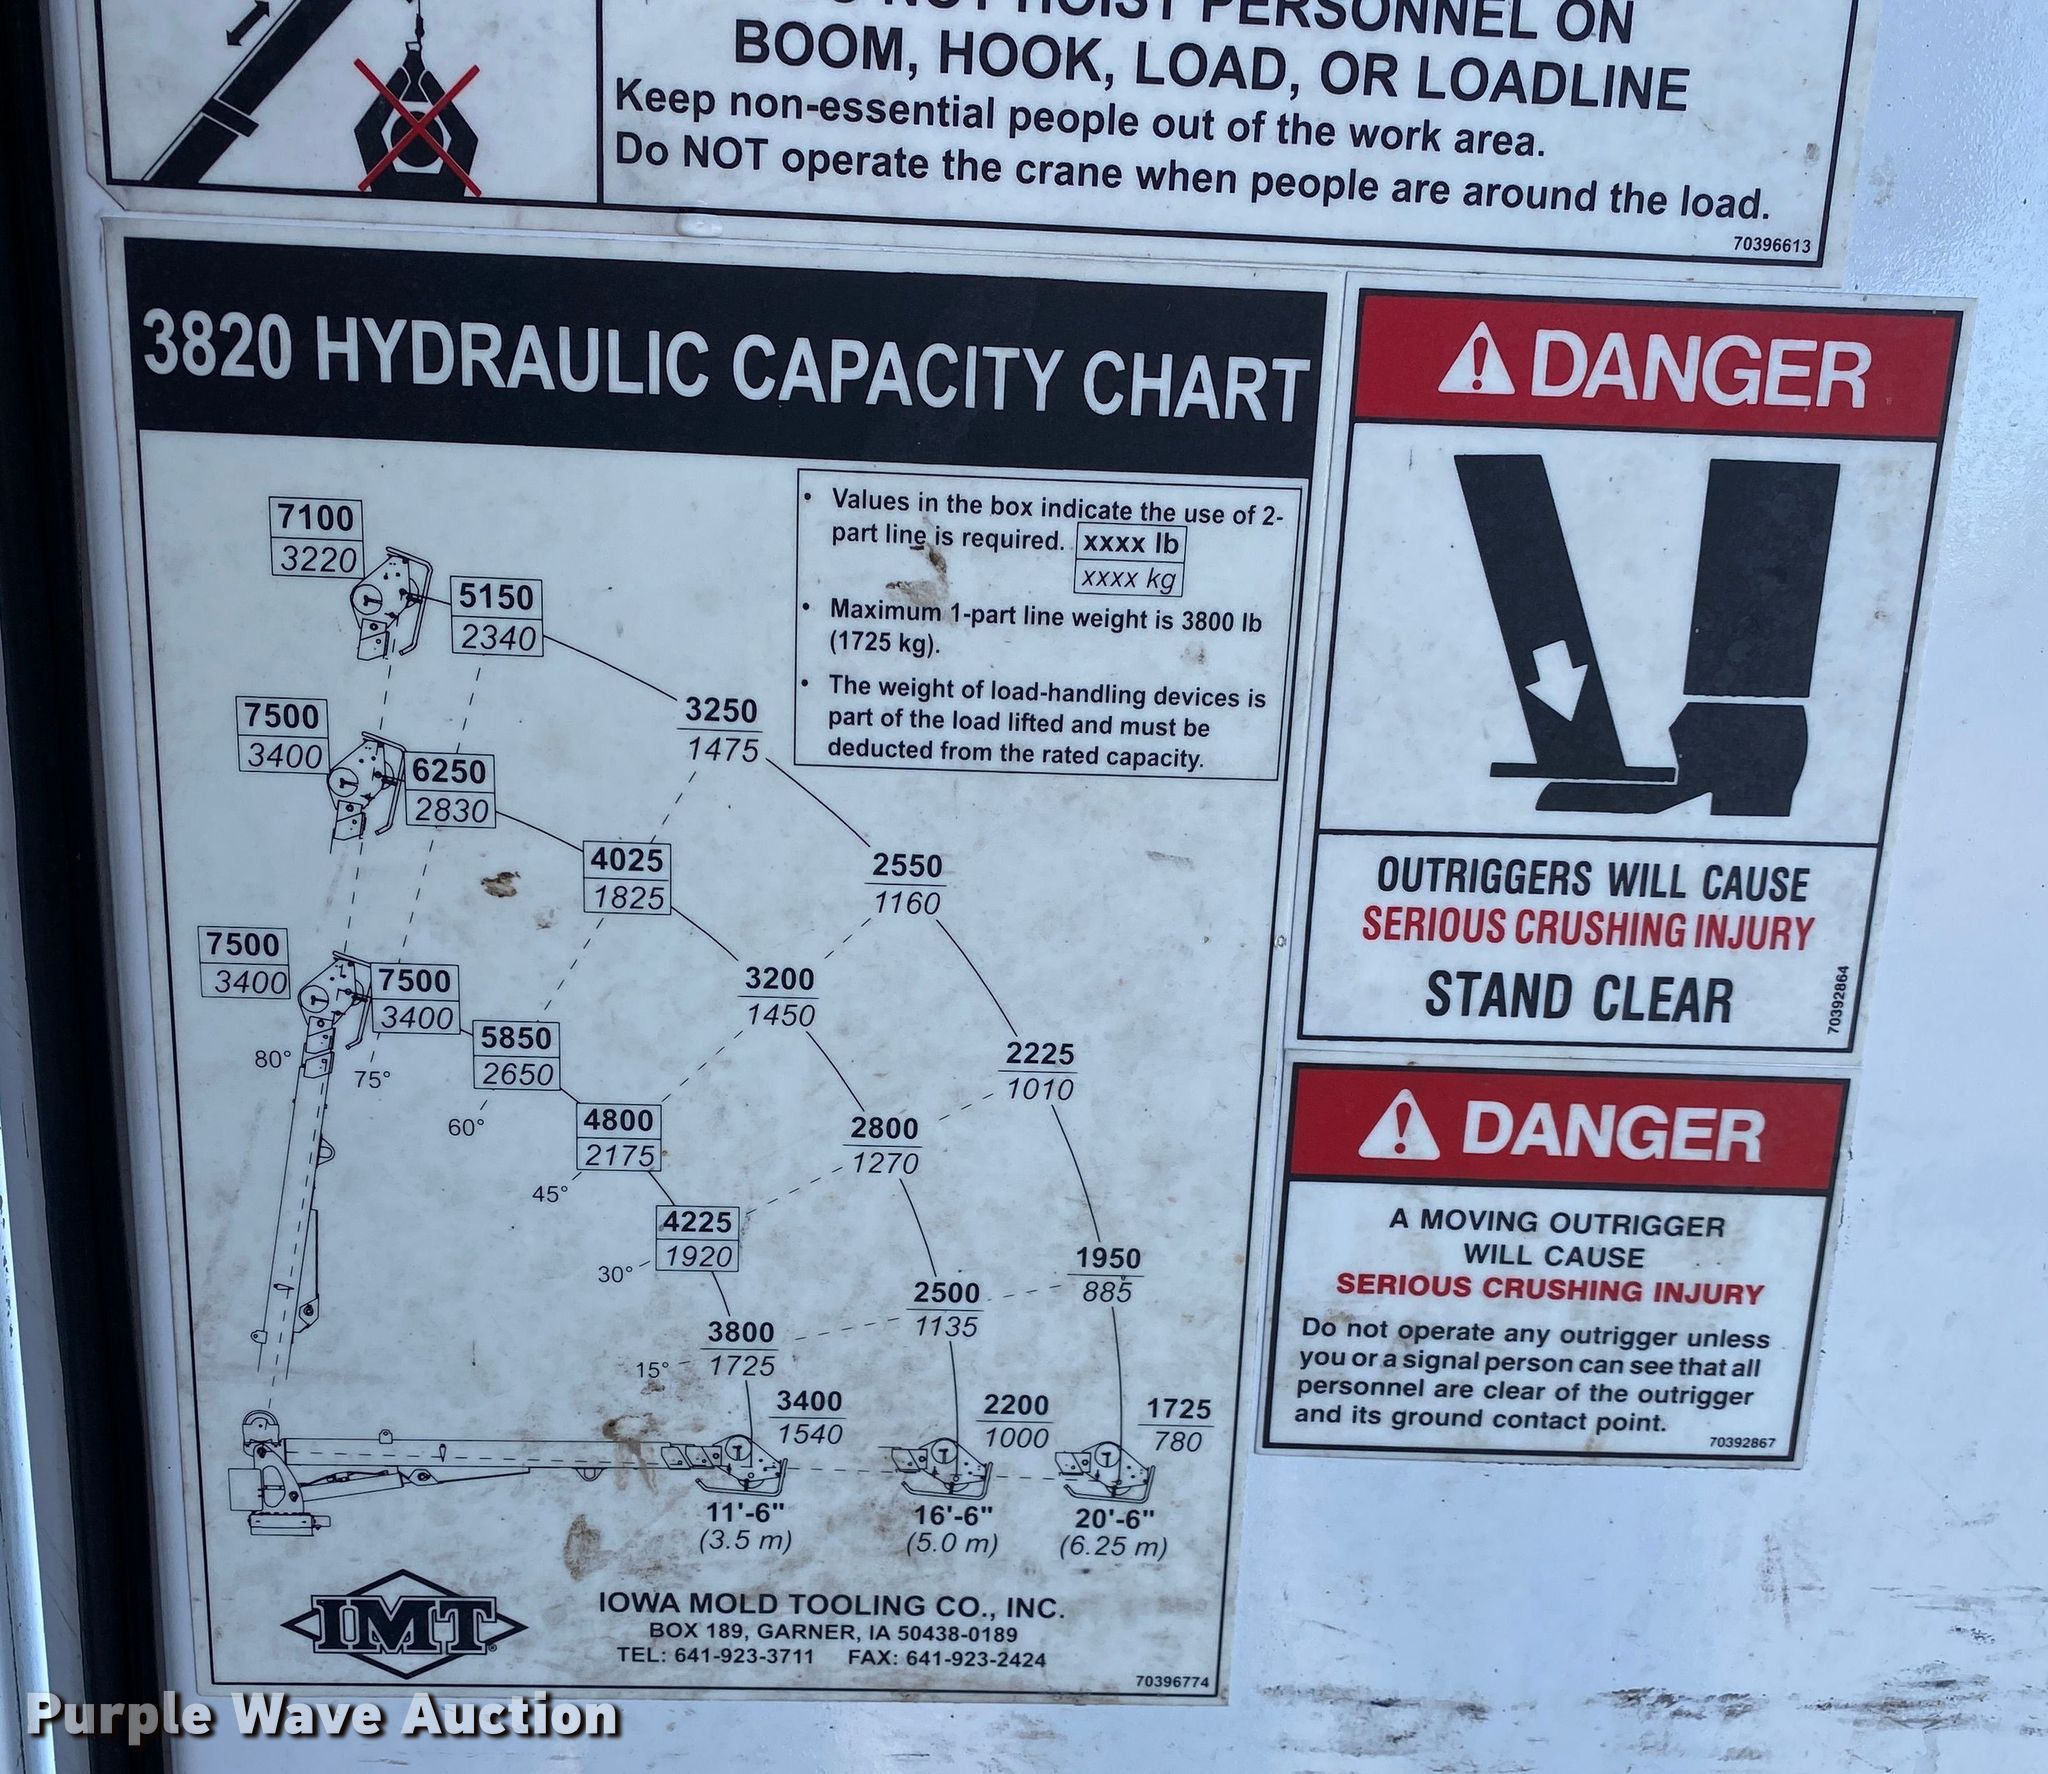 NOT HOIST PERSONNEL ON
BOOM, HOOK, LOAD, OR LOADLINE
Keep non-essential people out of the work area.
Do NOT operate the crane when people are around the load.
70396613
3820 HYDRAULIC CAPACITY CHART
• Values in the box indicate the use of 2-
part line is required. xxxx lb
xxxx kg
• Maximum 1-part line weight is 3800 lb
(1725 kg).
• The weight of load-handling devices is
part of the load lifted and must be
deducted from the rated capacity.
7100
3220
5150
2340
3250
1475
2550
1160
2225
1010
1950
885
1725
780
7500
3400
6250
2830
4025
1825
3200
1450
2800
1270
2500
1135
2200
1000
7500
3400
7500
3400
5850
2650
4800
2175
4225
1920
3800
1725
3400
1540
80°
75°
60°
45°
30°
15°
11'-6"
(3.5 m)
16'-6"
(5.0 m)
20'-6"
(6.25 m)
IMT
IOWA MOLD TOOLING CO., INC.
BOX 189, GARNER, IA 50438-0189
TEL: 641-923-3711 FAX: 641-923-2424
70396774
DANGER
OUTRIGGERS WILL CAUSE
SERIOUS CRUSHING INJURY
STAND CLEAR
70392864
DANGER
A MOVING OUTRIGGER
WILL CAUSE
SERIOUS CRUSHING INJURY
Do not operate any outrigger unless
you or a signal person can see that all
personnel are clear of the outrigger
and its ground contact point.
70392867
Purple Wave Auction